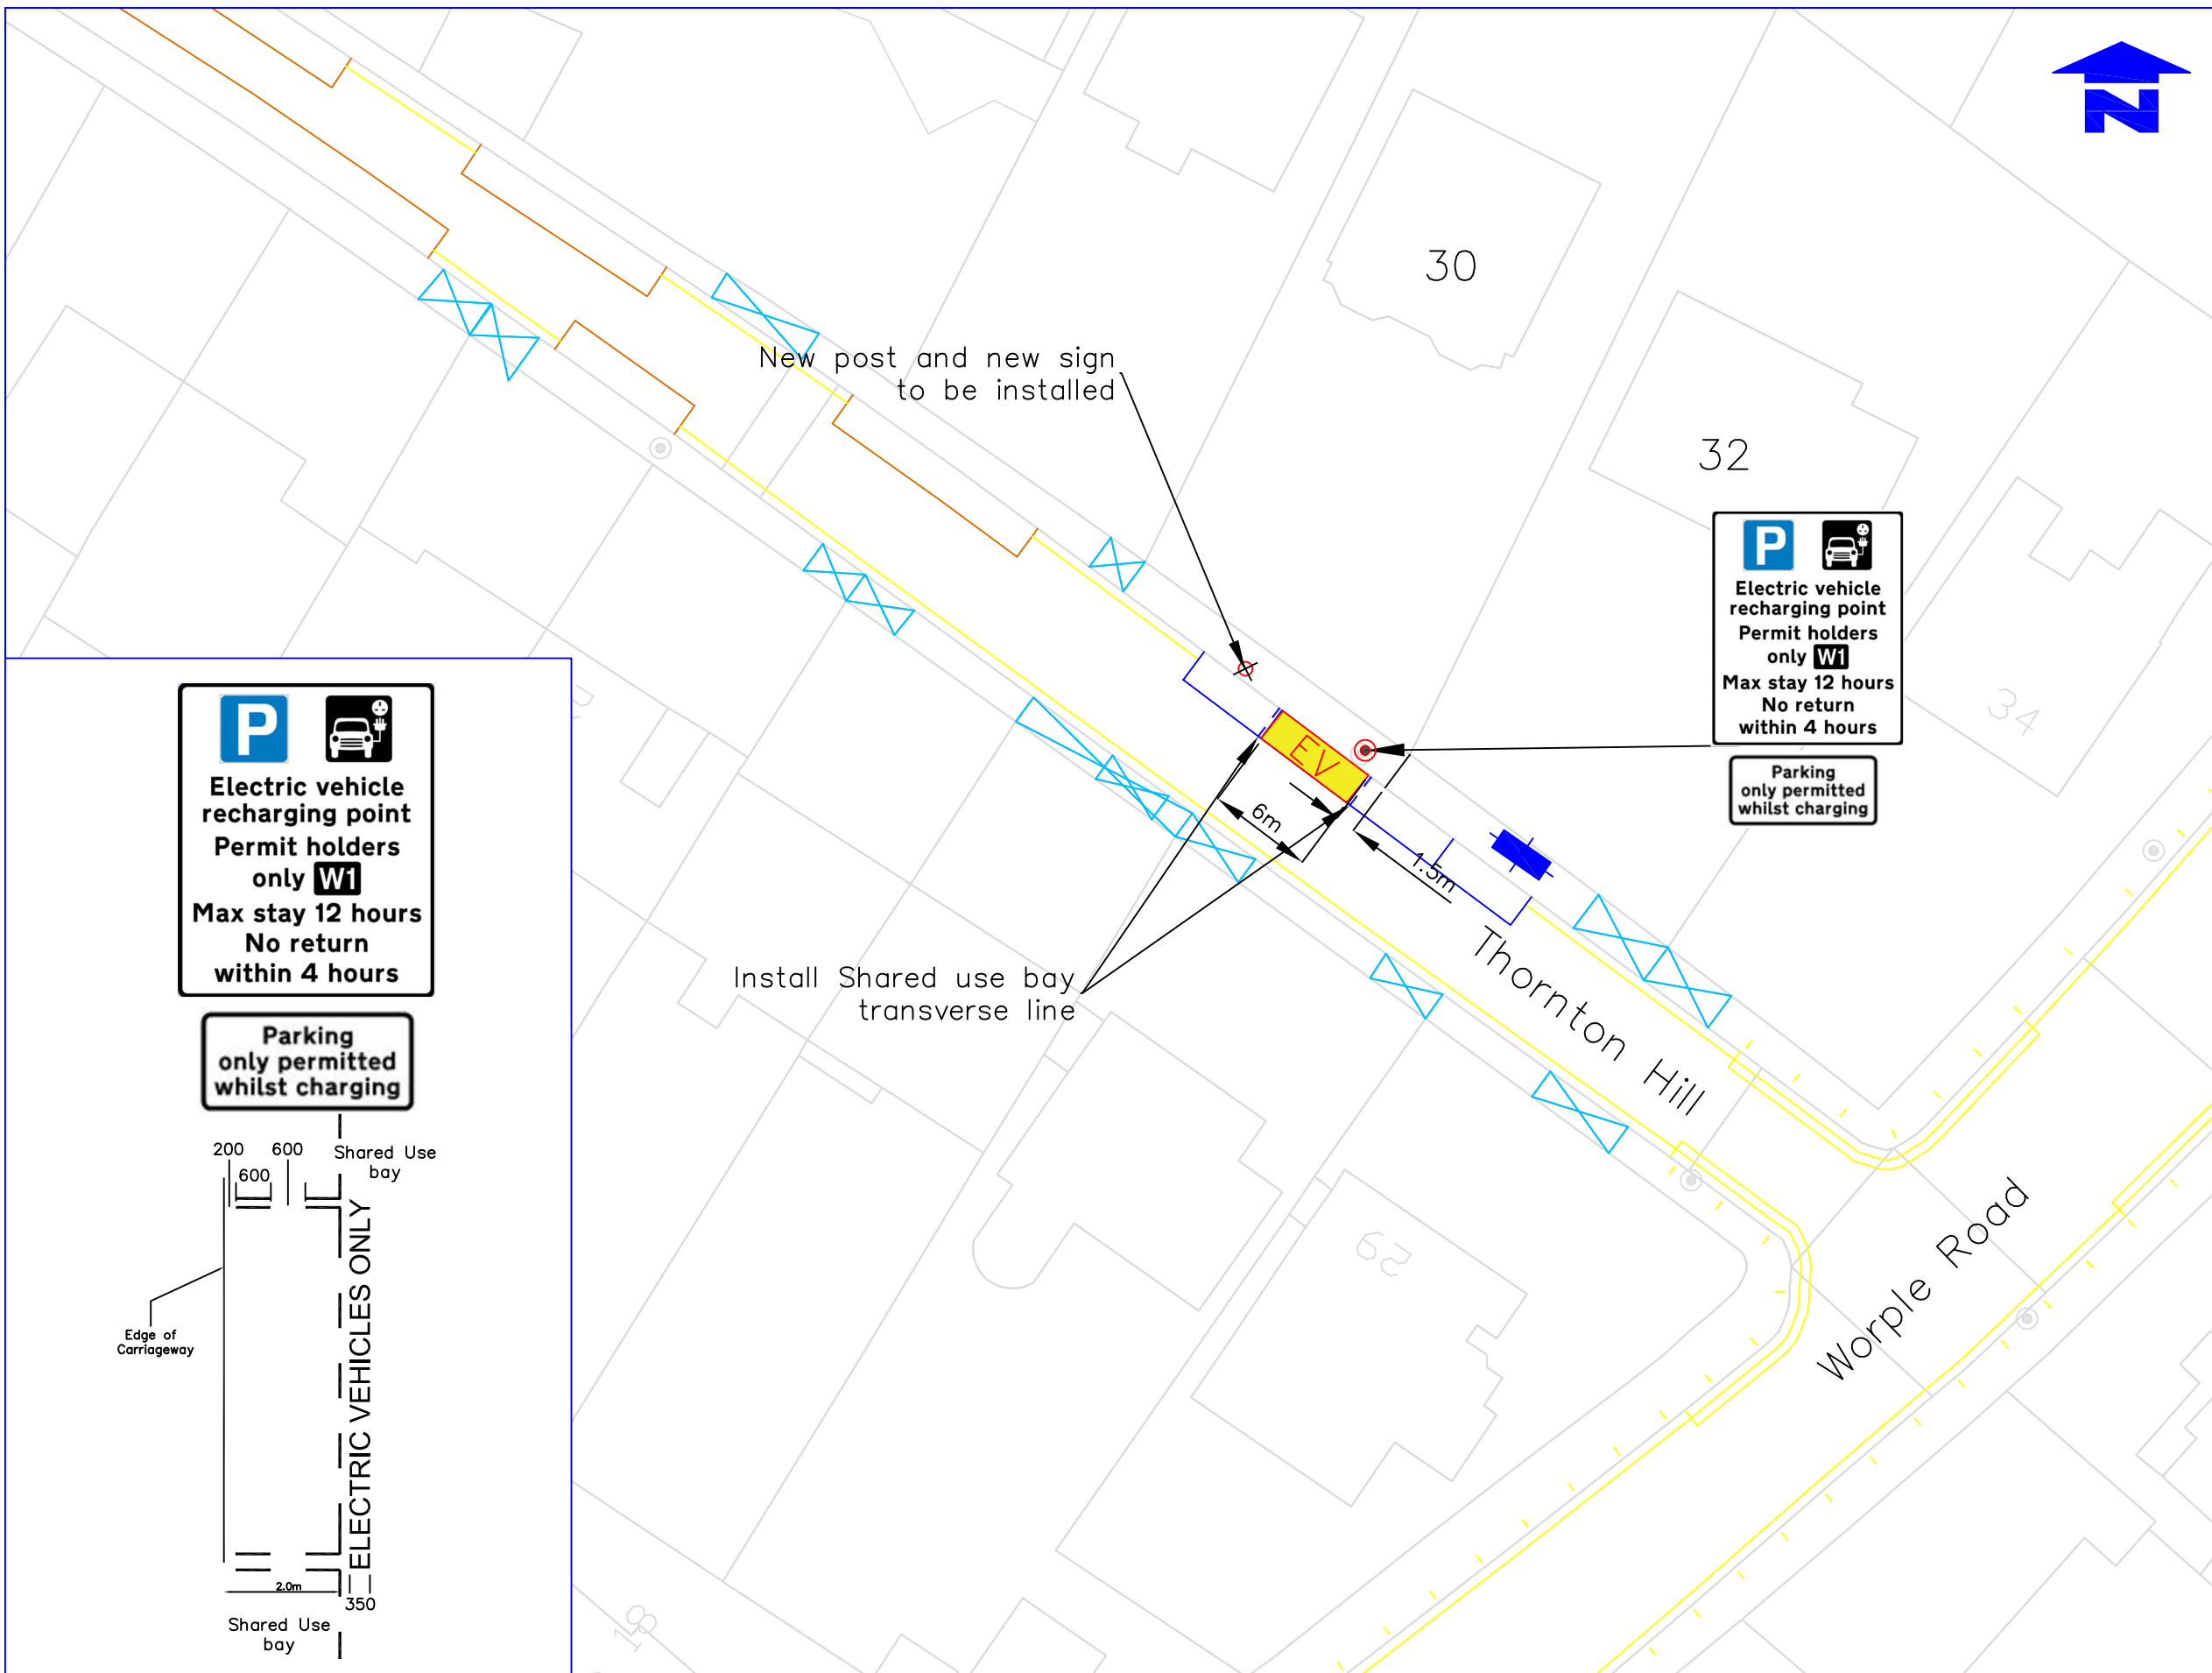 N
30
32
34
New post and new sign
to be installed
P
Electric vehicle
recharging point
Permit holders
only W1
Max stay 12 hours
No return
within 4 hours
Parking
only permitted
whilst charging
EV
6m
1.5m
Install Shared use bay
transverse line
Thornton Hill
Worple Road
18
P
Electric vehicle
recharging point
Permit holders
only W1
Max stay 12 hours
No return
within 4 hours
Parking
only permitted
whilst charging
200
600
600
Shared Use
bay
ELECTRIC VEHICLES ONLY
Edge of
Carriageway
2.0m
350
Shared Use
bay